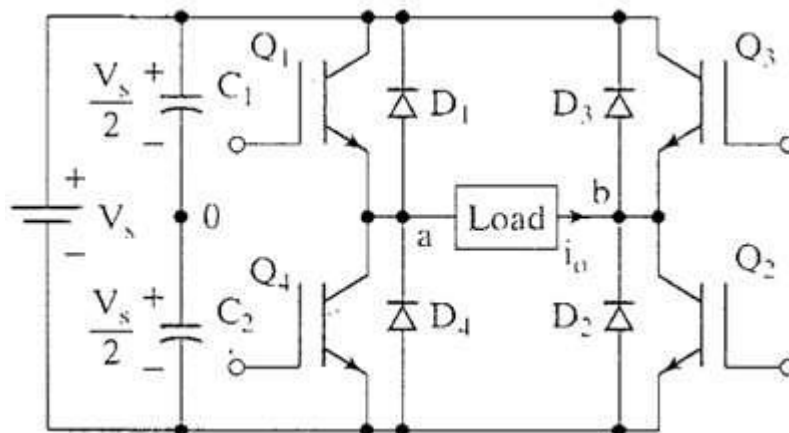 Q₁
Q₃
+
Vₛ/2
−
C₁
D₁
D₃
+
Vₛ
−
0
a
Load
b
iₒ
Q₄
Q₂
+
Vₛ/2
−
C₂
D₄
D₂